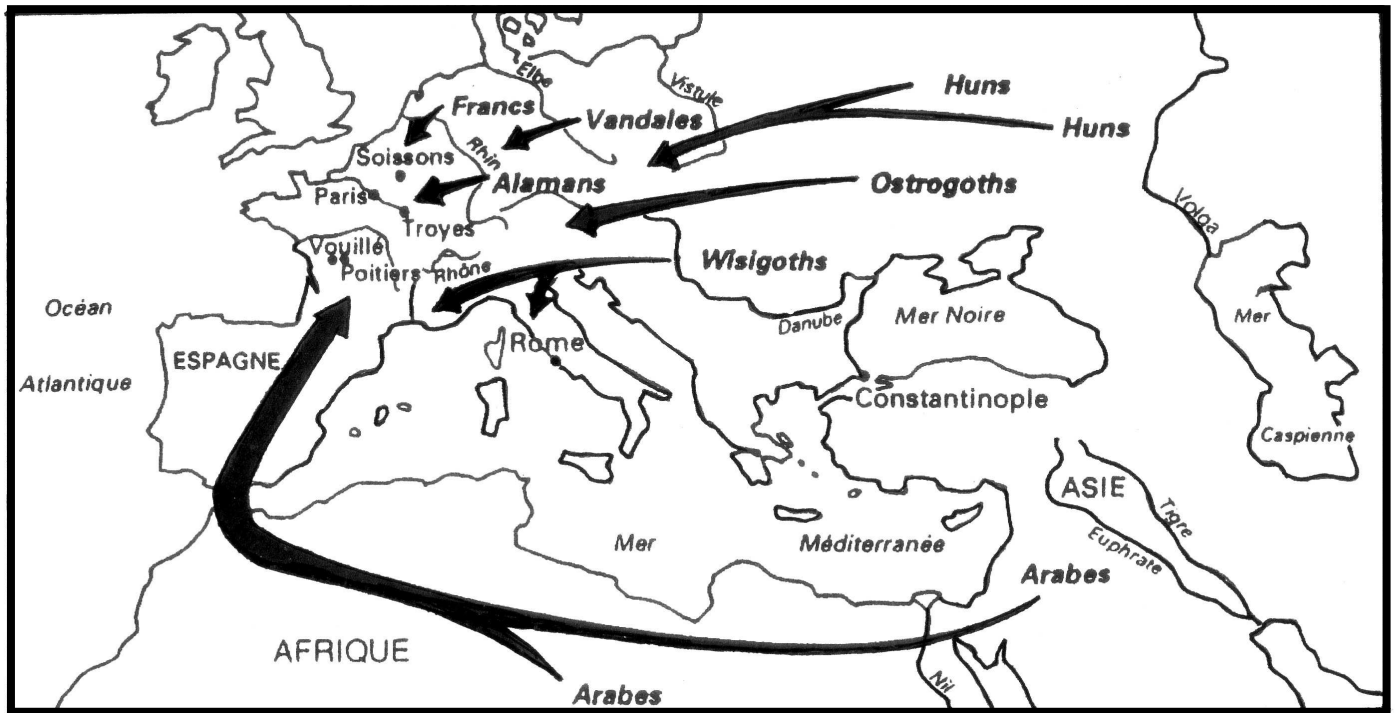 Elbe
Vistule
Huns
Francs
Vandales
Huns
Rhin
Soissons
Alamans
Ostrogoths
Paris
Troyes
Volga
Vouillé
Poitiers
Rhône
Wisigoths
Océan
Danube
Mer Noire
Mer
Rome
ESPAGNE
Atlantique
Constantinople
Caspienne
ASIE
Tigre
Mer
Méditerranée
Euphrate
Arabes
AFRIQUE
Nil
Arabes